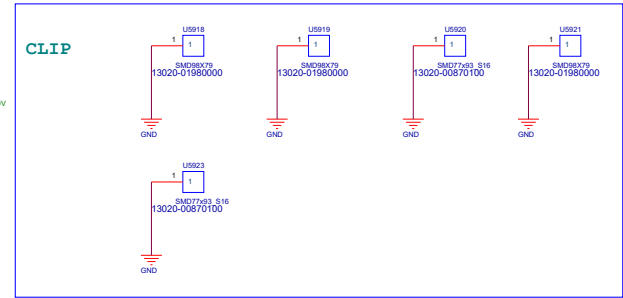 CLIP
U5918
1
1
SMD98X79
13020-01980000
GND
U5919
1
1
SMD98X79
13020-01980000
GND
U5920
1
1
SMD77x93_S16
13020-00870100
GND
U5921
1
1
SMD98X79
13020-01980000
GND
U5923
1
1
SMD77x93_S16
13020-00870100
GND